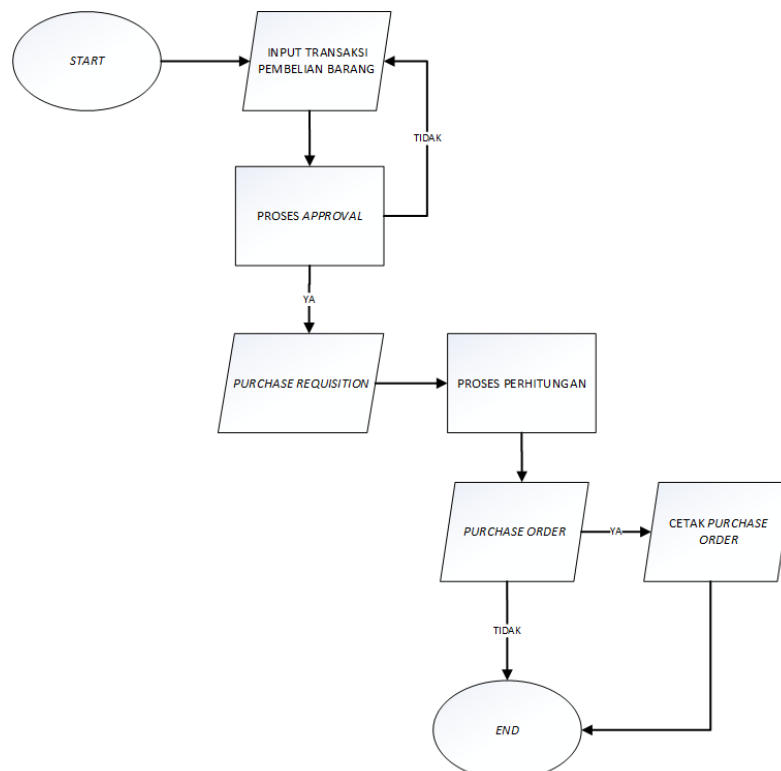 START
INPUT TRANSAKSI
PEMBELIAN BARANG
TIDAK
PROSES APPROVAL
YA
PURCHASE REQUISITION
PROSES PERHITUNGAN
PURCHASE ORDER
YA
CETAK PURCHASE
ORDER
TIDAK
END